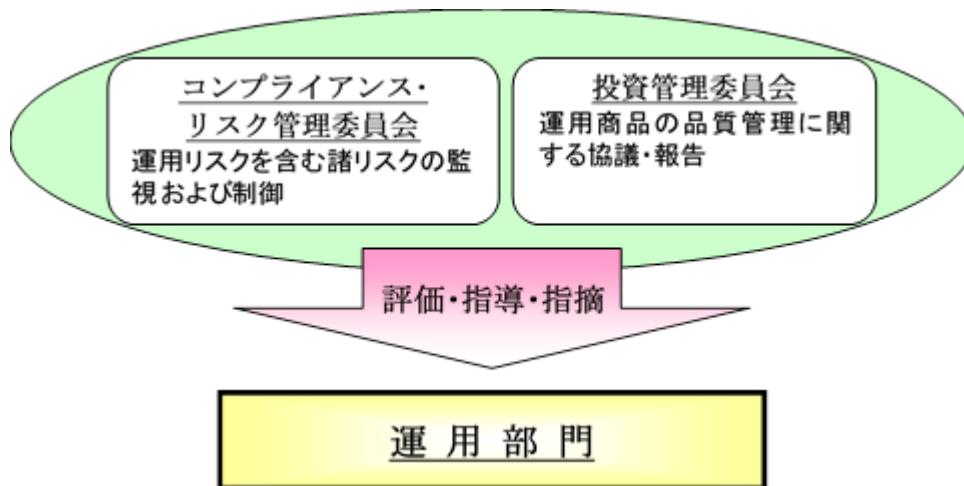 コンプライアンス・
リスク管理委員会
運用リスクを含む諸リスクの監
視および制御
投資管理委員会
運用商品の品質管理に関
する協議・報告
評価・指導・指摘
運用部門